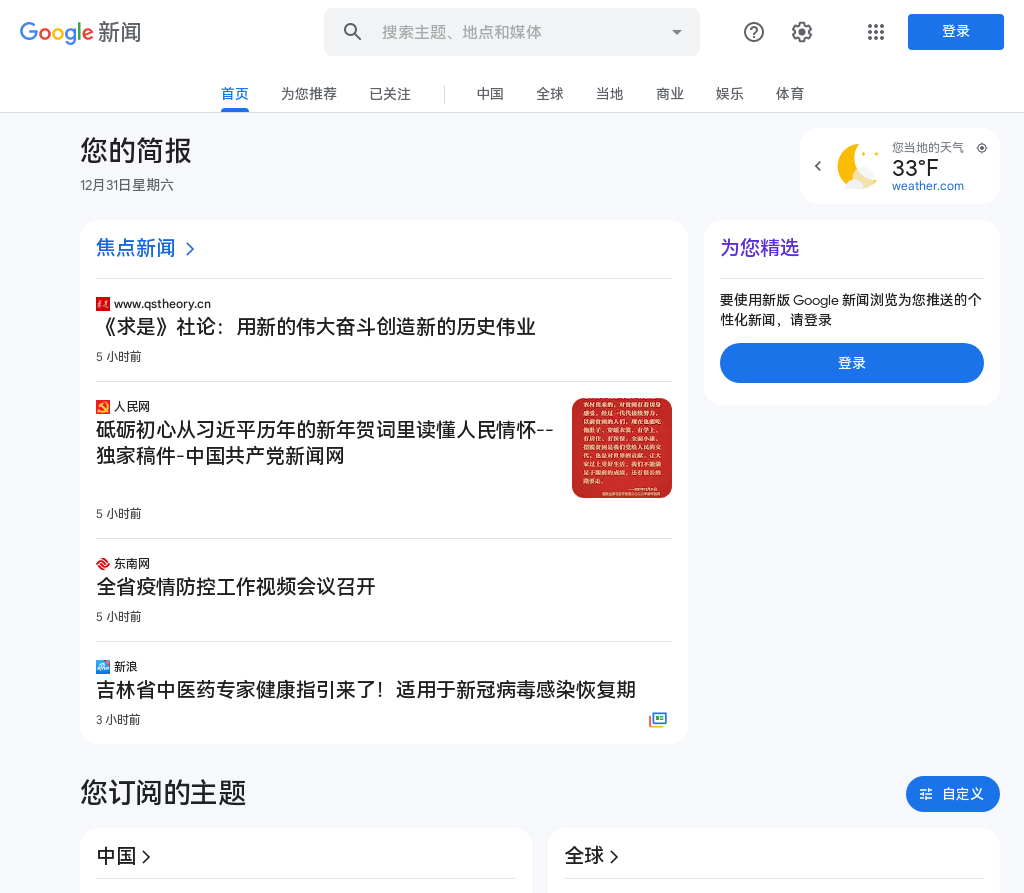 Google 新闻
搜索主题、地点和媒体
登录
首页
为您推荐
已关注
中国
全球
当地
商业
娱乐
体育
您的简报
12月31日星期六
您当地的天气
33°F
weather.com
焦点新闻
www.qstheory.cn
《求是》社论：用新的伟大奋斗创造新的历史伟业
5 小时前
人民网
砥砺初心从习近平历年的新年贺词里读懂人民情怀--
独家稿件-中国共产党新闻网
5 小时前
东南网
全省疫情防控工作视频会议召开
5 小时前
新浪
吉林省中医药专家健康指引来了！适用于新冠病毒感染恢复期
3 小时前
为您精选
要使用新版 Google 新闻浏览为您推送的个
性化新闻，请登录
登录
您订阅的主题
自定义
中国
全球